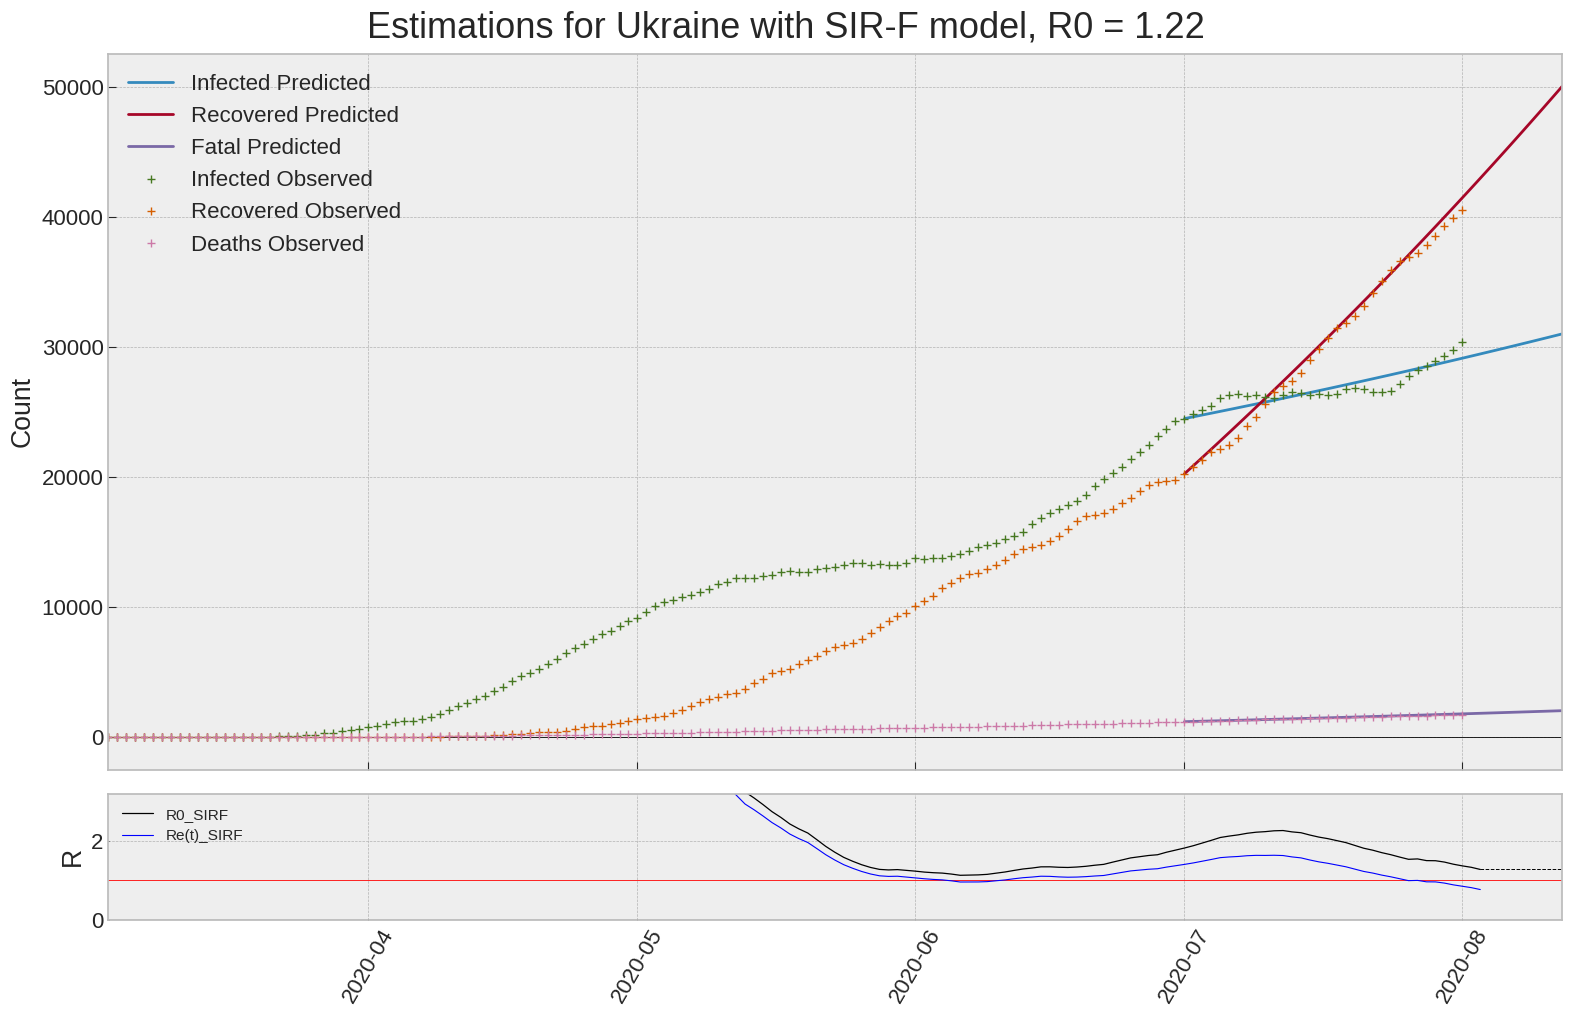 Estimations for Ukraine with SIR-F model, R0 = 1.22
Infected Predicted
Recovered Predicted
Fatal Predicted
Infected Observed
Recovered Observed
Deaths Observed
50000
40000
30000
20000
10000
0
Count
R0_SIRF
Re(t)_SIRF
2
0
R
2020-04
2020-05
2020-06
2020-07
2020-08